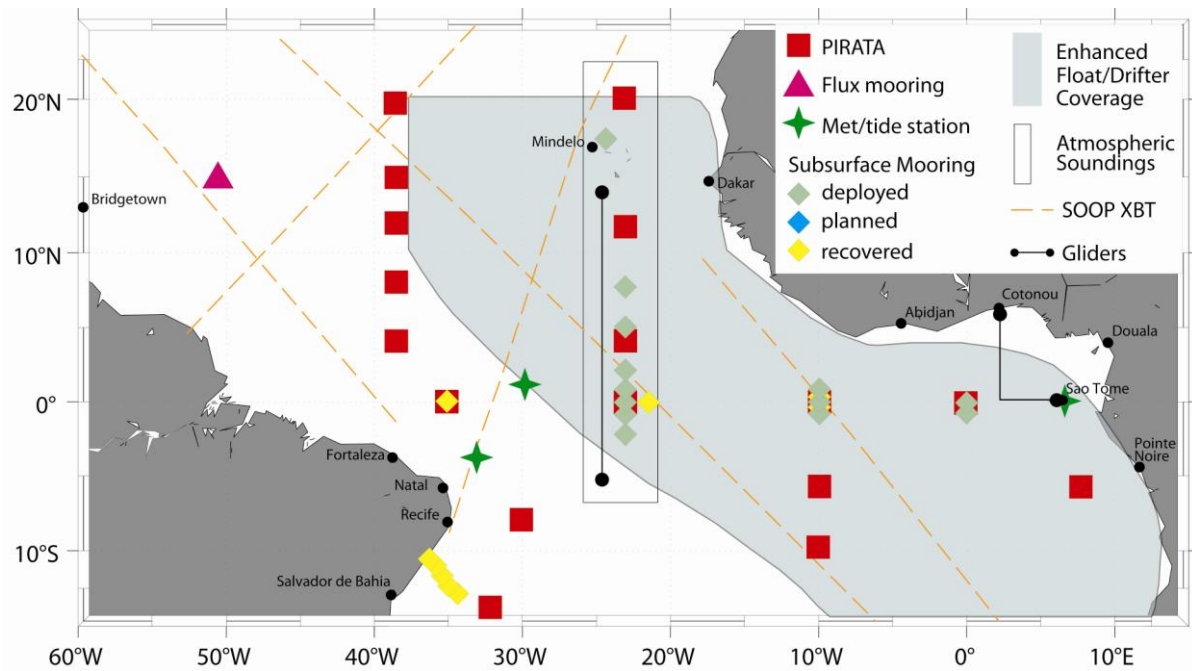 PIRATA
Flux mooring
Met/tide station
Subsurface Mooring
deployed
planned
recovered
Enhanced
Float/Drifter
Coverage
Atmospheric
Soundings
SOOP XBT
Gliders
20°N
10°N
0°
10°S
Bridgetown
Mindelo
Dakar
Abidjan
Cotonou
Douala
Sao Tome
Pointe
Noire
Fortaleza
Natal
Recife
Salvador de Bahia
60°W
50°W
40°W
30°W
20°W
10°W
0°
10°E